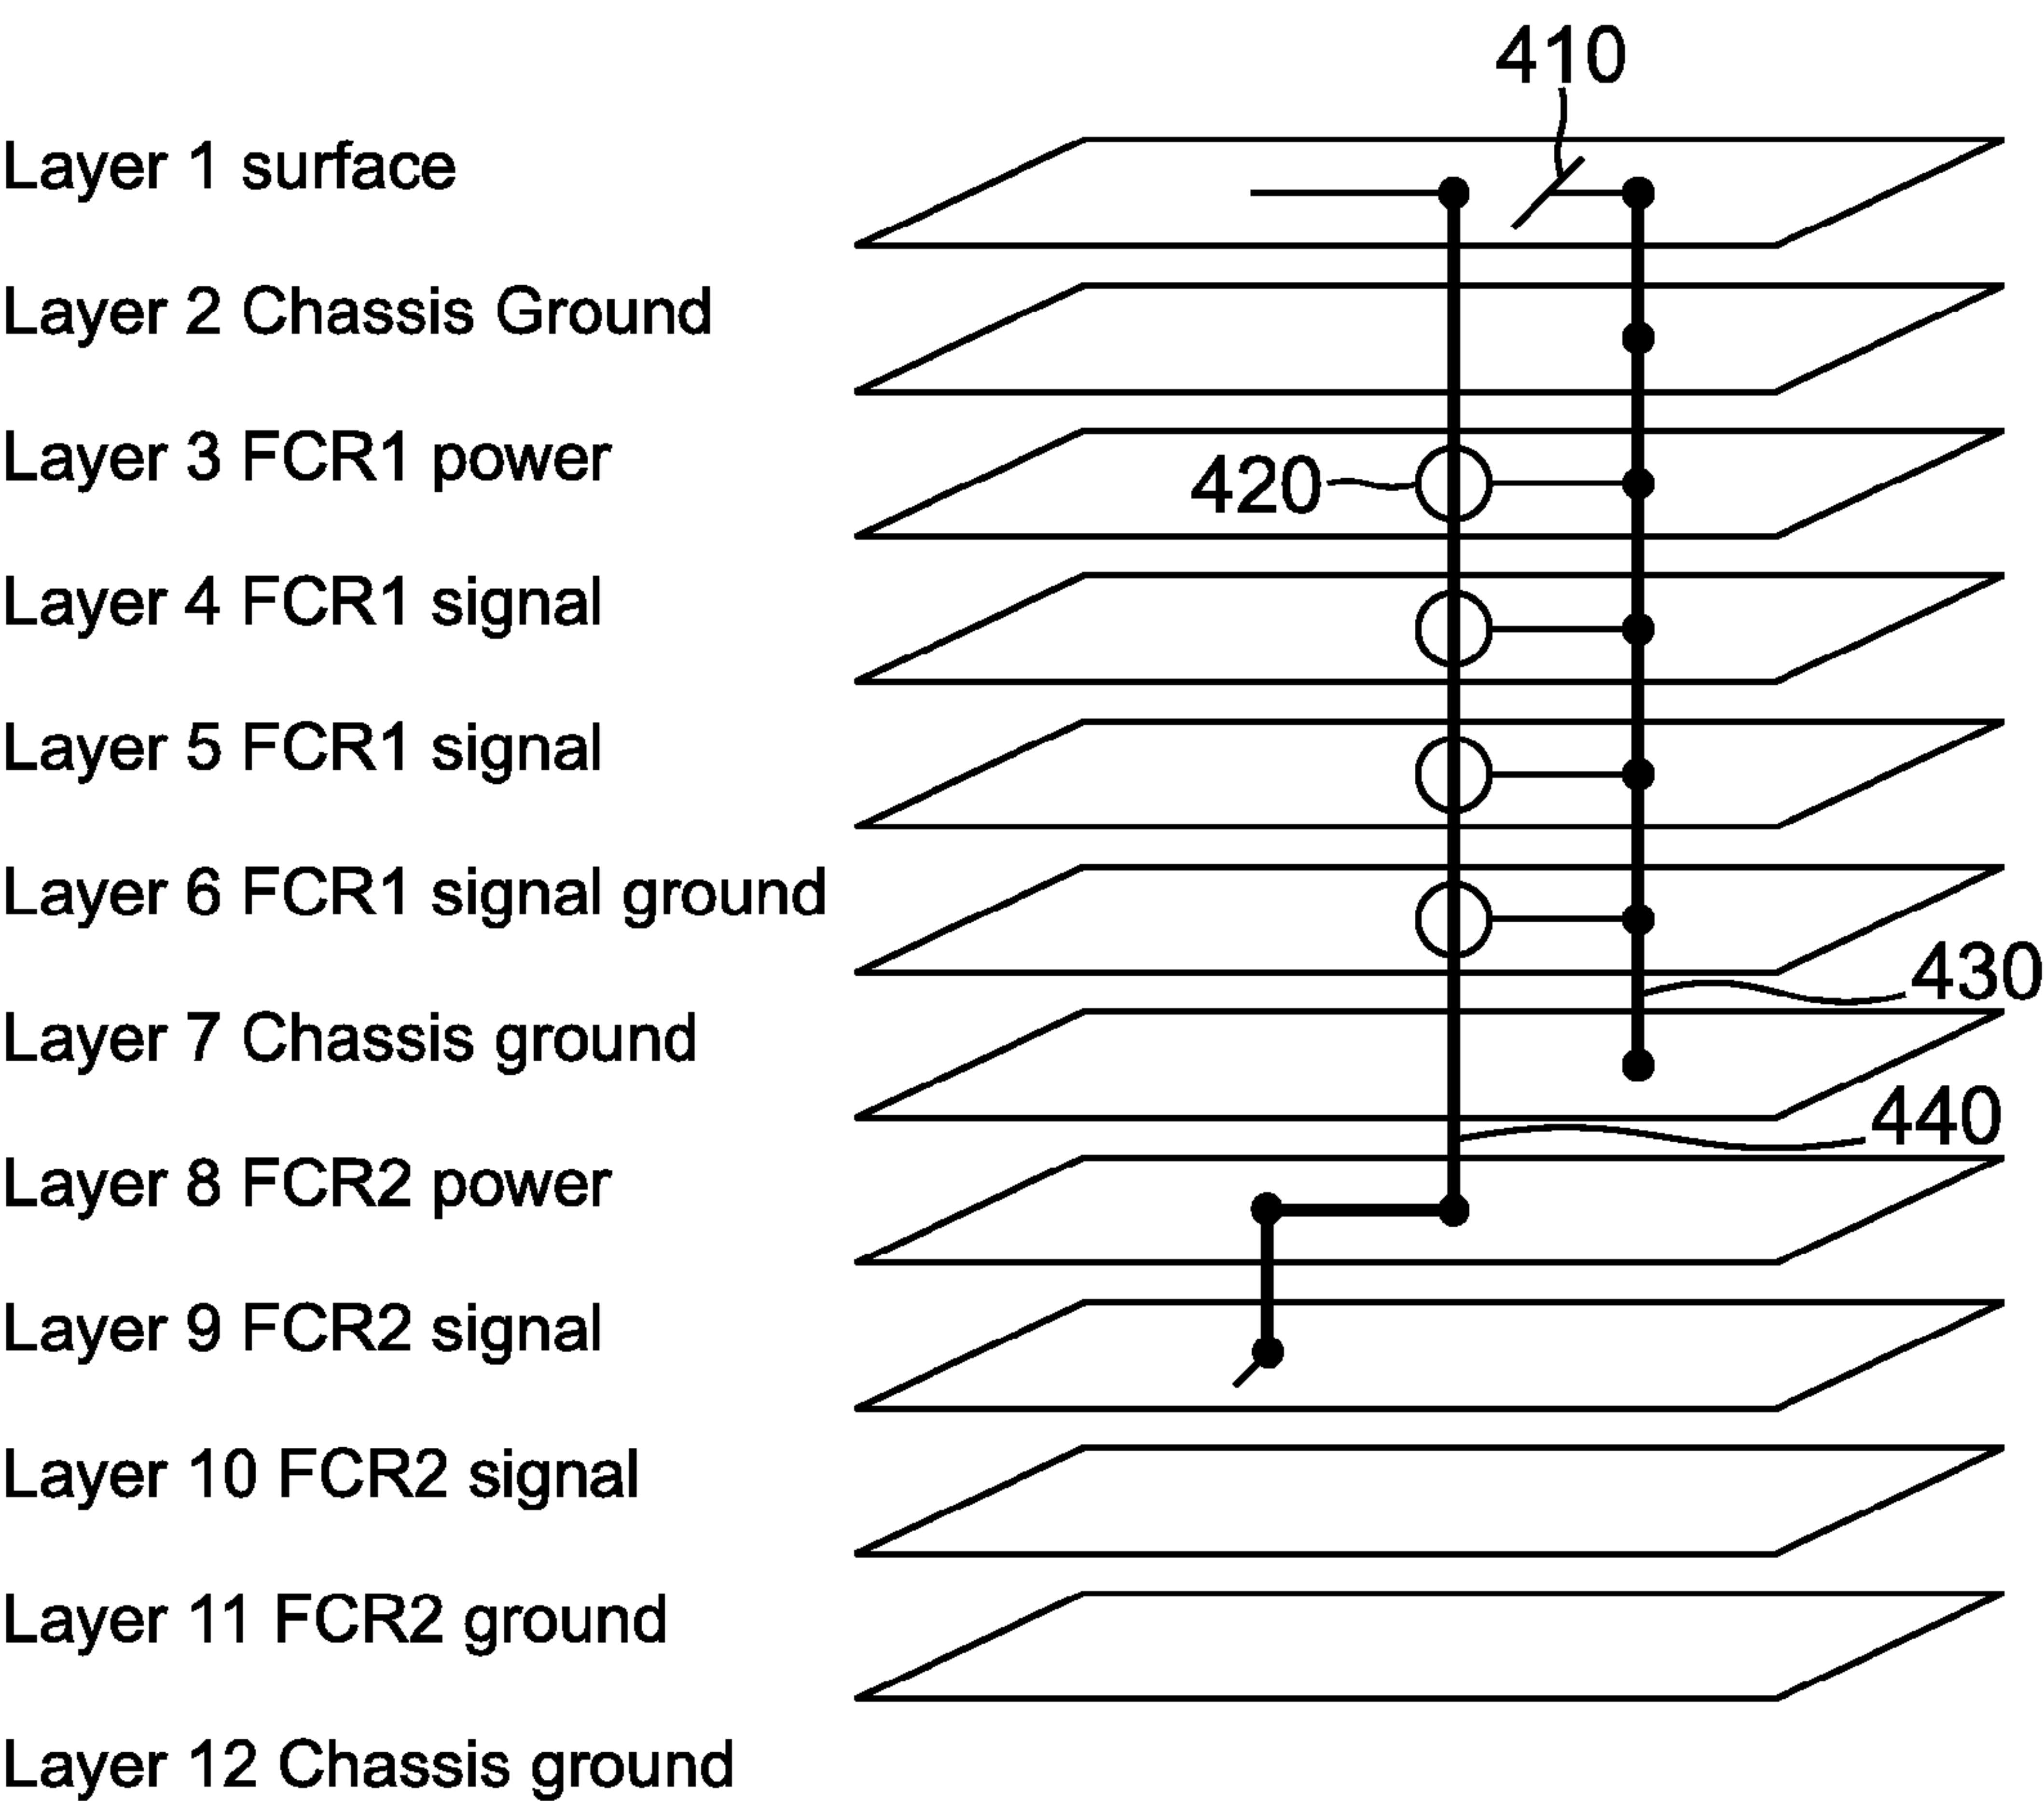 410
Layer 1 surface
Layer 2 Chassis Ground
Layer 3 FCR1 power
420
Layer 4 FCR1 signal
Layer 5 FCR1 signal
Layer 6 FCR1 signal ground
430
Layer 7 Chassis ground
440
Layer 8 FCR2 power
Layer 9 FCR2 signal
Layer 10 FCR2 signal
Layer 11 FCR2 ground
Layer 12 Chassis ground